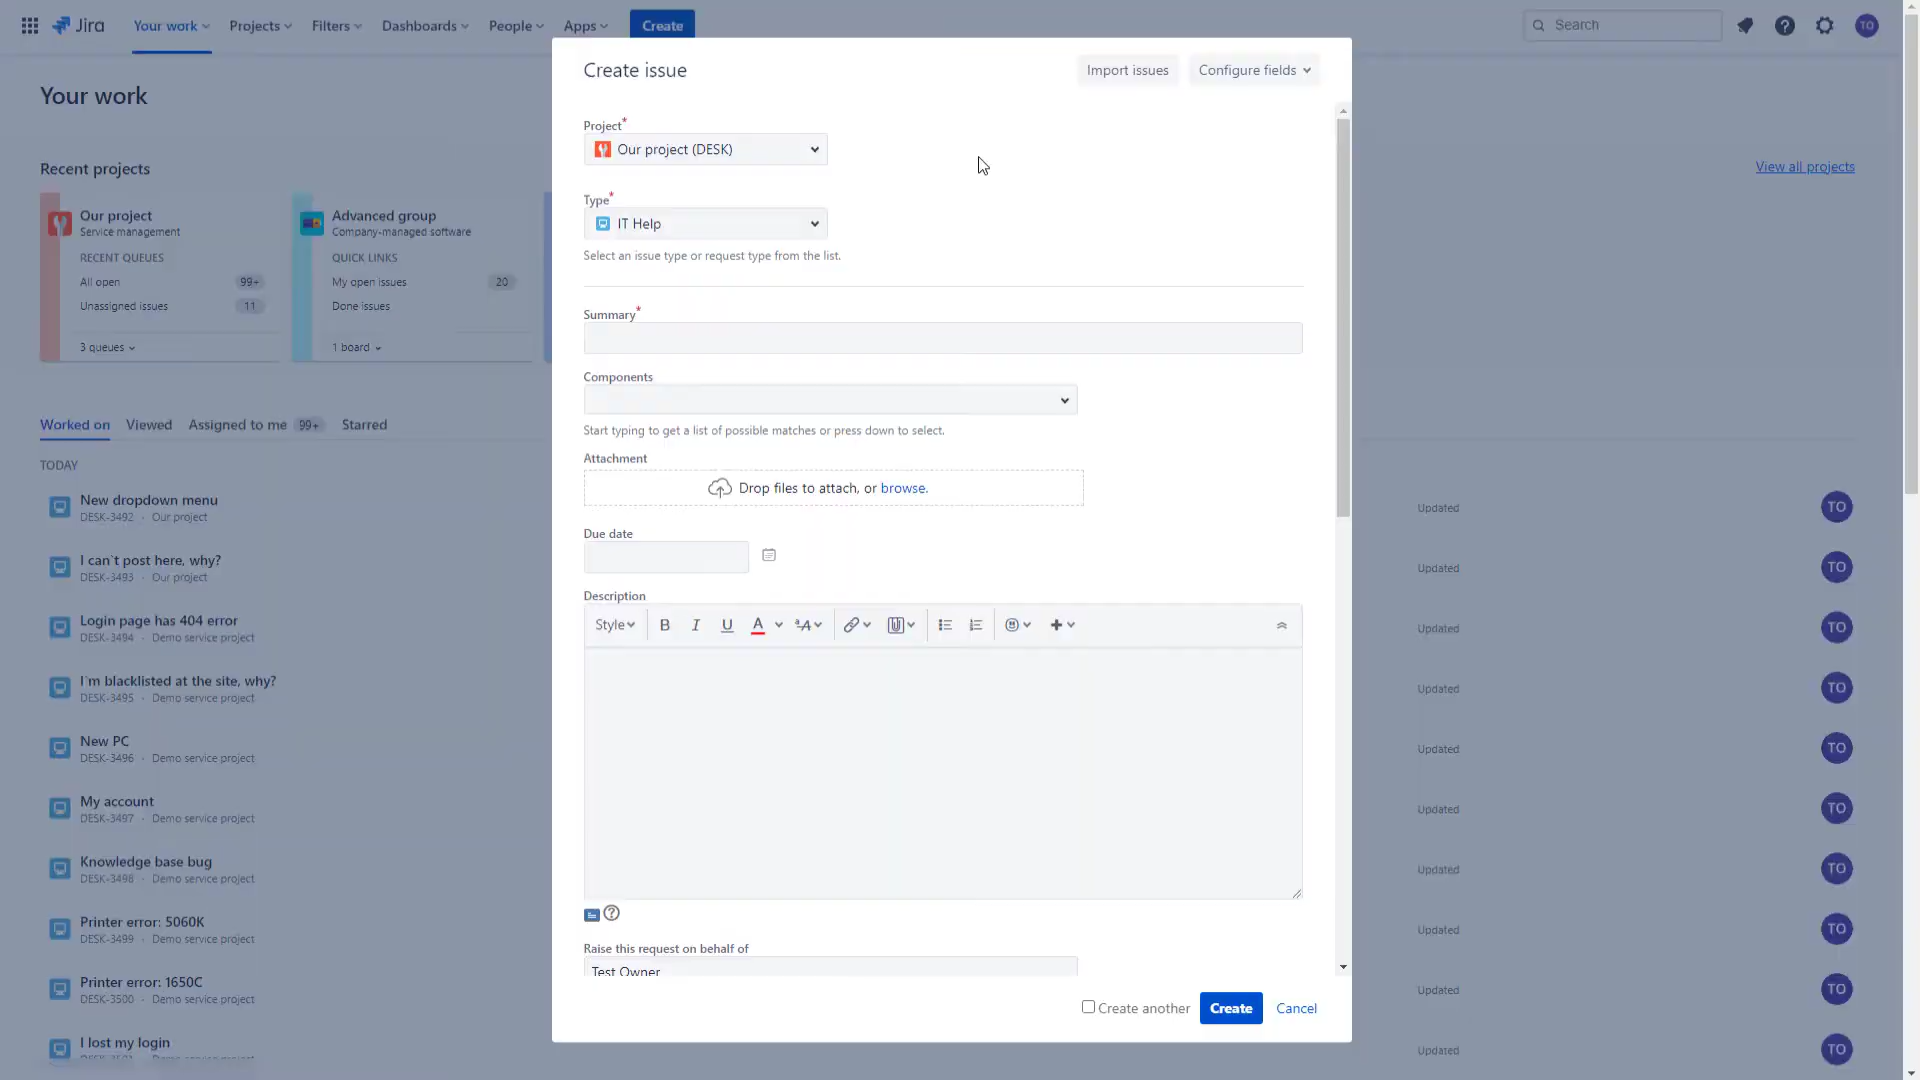 Jira
Your work
Projects
Filters
Dashboards
People
Apps
Create
Search
TO
Your work
Recent projects
View all projects
Our project
Service management
RECENT QUEUES
All open 99+
Unassigned issues 11
3 queues
Advanced group
Company-managed software
QUICK LINKS
My open issues 20
Done issues
1 board
Worked on
Viewed
Assigned to me 99+
Starred
TODAY
New dropdown menu
DESK-3492 · Our project
Updated
TO
I can`t post here, why?
DESK-3493 · Our project
Updated
TO
Login page has 404 error
DESK-3494 · Demo service project
Updated
TO
I`m blacklisted at the site, why?
DESK-3495 · Demo service project
Updated
TO
New PC
DESK-3496 · Demo service project
Updated
TO
My account
DESK-3497 · Demo service project
Updated
TO
Knowledge base bug
DESK-3498 · Demo service project
Updated
TO
Printer error: 5060K
DESK-3499 · Demo service project
Updated
TO
Printer error: 1650C
DESK-3500 · Demo service project
Updated
TO
I lost my login
Updated
TO
Create issue
Import issues
Configure fields
Project*
Our project (DESK)
Type*
IT Help
Select an issue type or request type from the list.
Summary*
Components
Start typing to get a list of possible matches or press down to select.
Attachment
Drop files to attach, or browse.
Due date
Description
Style B I U A A
Raise this request on behalf of
Test Owner
Create another
Create
Cancel